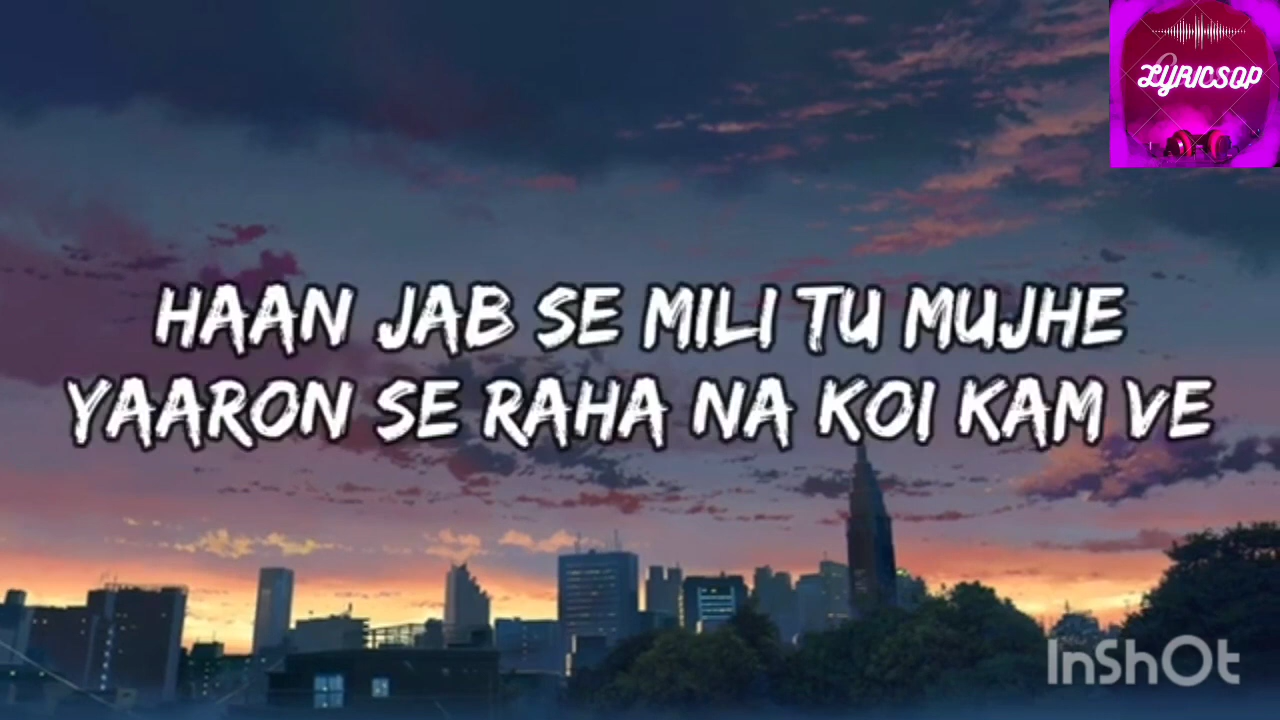 LYRICSOP
HAAN JAB SE MILI TU MUJHE
YAARON SE RAHA NA KOI KAM VE
InShOt